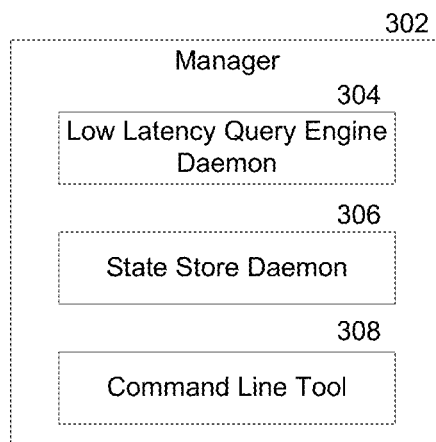 302
Manager
304
Low Latency Query Engine
Daemon
306
State Store Daemon
308
Command Line Tool